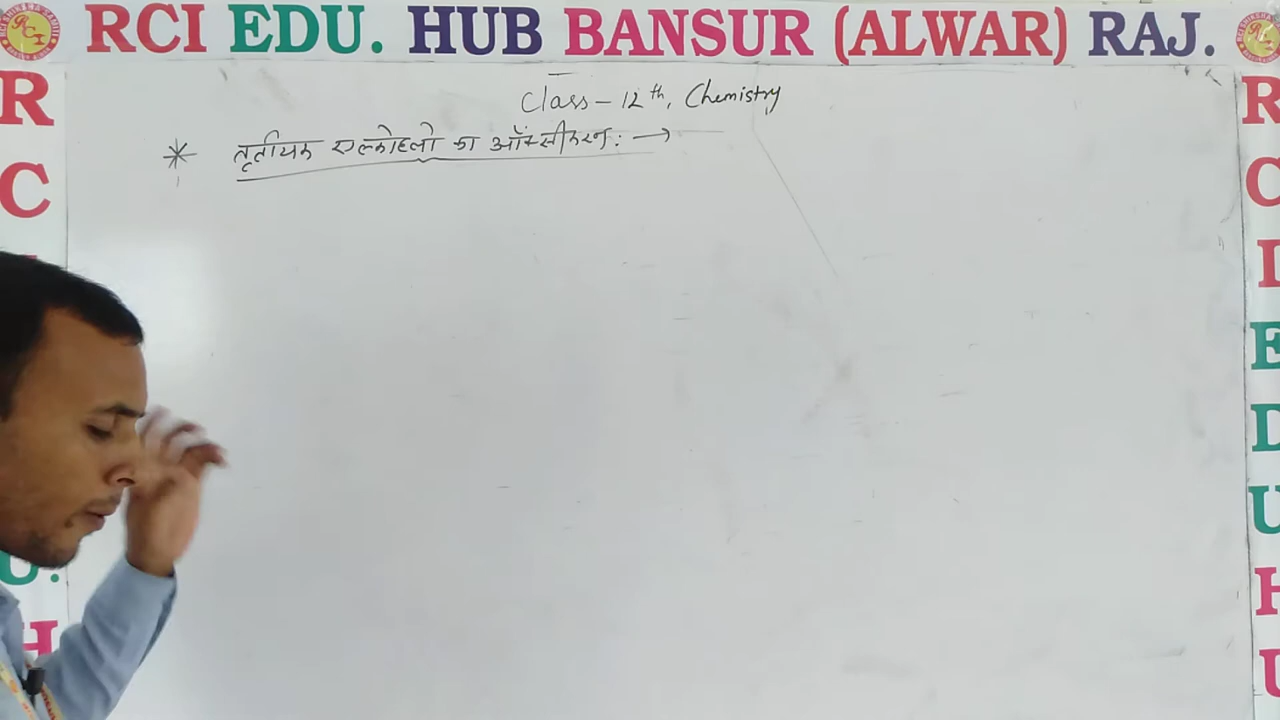 RCI EDU. HUB BANSUR (ALWAR) RAJ.
Class - 12th, Chemistry
* तृतीयक एल्कोहलो का ऑक्सीकरण: →
R
C
U.
H
R
C
I
E
D
U
H
U